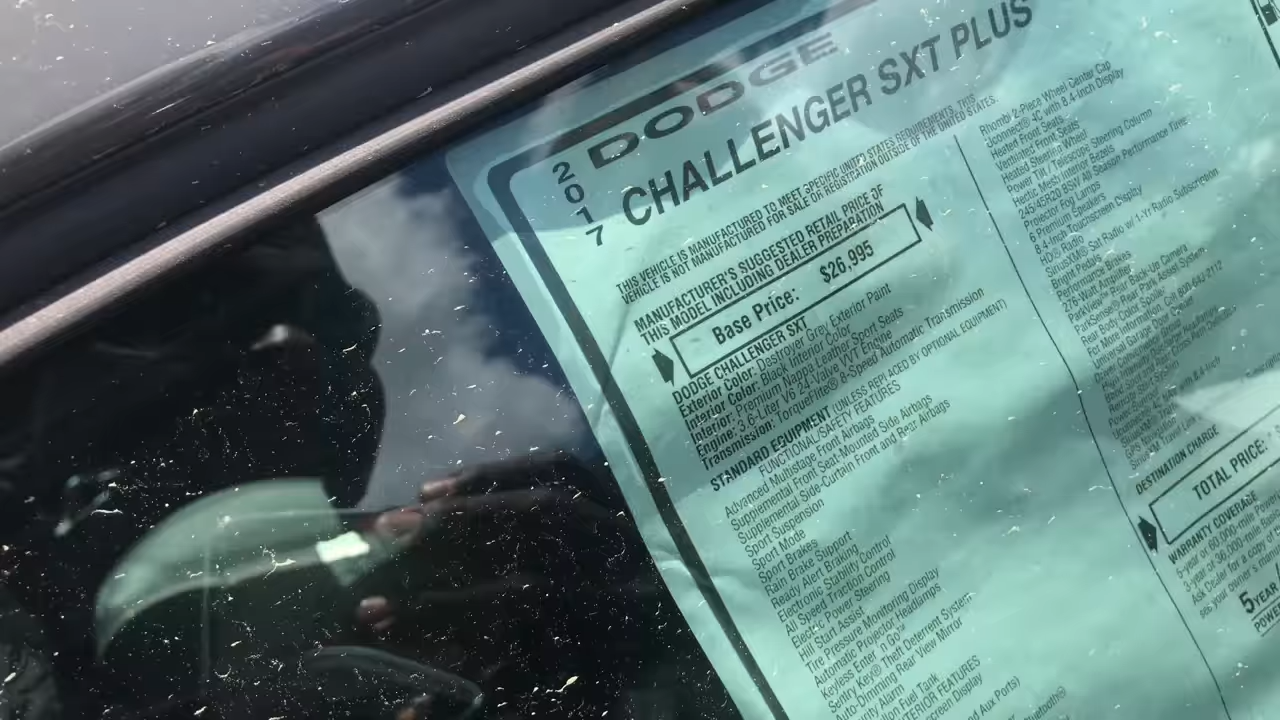 2017
DODGE
CHALLENGER SXT PLUS
THIS VEHICLE IS MANUFACTURED TO MEET SPECIFIC UNITED STATES REQUIREMENTS. THIS
VEHICLE IS NOT MANUFACTURED FOR SALE OR REGISTRATION OUTSIDE OF THE UNITED STATES.
MANUFACTURER'S SUGGESTED RETAIL PRICE OF
THIS MODEL INCLUDING DEALER PREPARATION
Base Price: $26,995
DODGE CHALLENGER SXT
Exterior Color: Destroyer Grey Exterior Paint
Interior Color: Black Interior Color
Interior: Premium Nappa Leather Sport Seats
Engine: 3.6-Liter V6 24-Valve VVT Engine
Transmission: TorqueFlite® 8-Speed Automatic Transmission
STANDARD EQUIPMENT (UNLESS REPLACED BY OPTIONAL EQUIPMENT)
FUNCTIONAL/SAFETY FEATURES
Advanced Multistage Front Airbags
Supplemental Front Seat-Mounted Side Airbags
Supplemental Side-Curtain Front and Rear Airbags
Sport Suspension
Sport Mode
Sport Brakes
Rain Brake Support
Ready Alert Braking
Electronic Stability Control
All Speed Traction Control
Electric Power Steering
Hill Start Assist
Tire Pressure Monitoring Display
Automatic Projector Headlamps
Keyless Enter 'n Go®
Sentry Key® Theft Deterrent System
Auto-Dimming Rear View Mirror
Alarm
Fuel Tank
FEATURES
Display
Aux Ports)
Rhombi 2-Piece Wheel Center Cap
Uconnect® 4C with 8.4-Inch Display
Heated Front Seats
Ventilated Front Seats
Heated Steering Wheel
Power Tilt / Telescope Steering Column
Hectic Mesh Interior Bezels
245/45R20 BSW All Season Performance Tires
Projector Fog Lamps
6 Premium Speakers
8.4-Inch Touchscreen Display
HD® Radio
SiriusXM® Sat Radio w/ 1-Yr Radio Subscription
Bright Pedals
Performance Brakes
276-Watt Amplifier
ParkView® Rear Back-Up Camera
ParkSense® Rear Park Assist System
Rear Body Color Spoiler
For More Information, Call 800-643-2112
Universal Garage Door Opener
DESTINATION CHARGE
TOTAL PRICE:
WARRANTY COVERAGE
5-year or 60,000-mile
3-year or 36,000-mile
Ask Dealer for a copy of
see your owner's
5 YEAR /